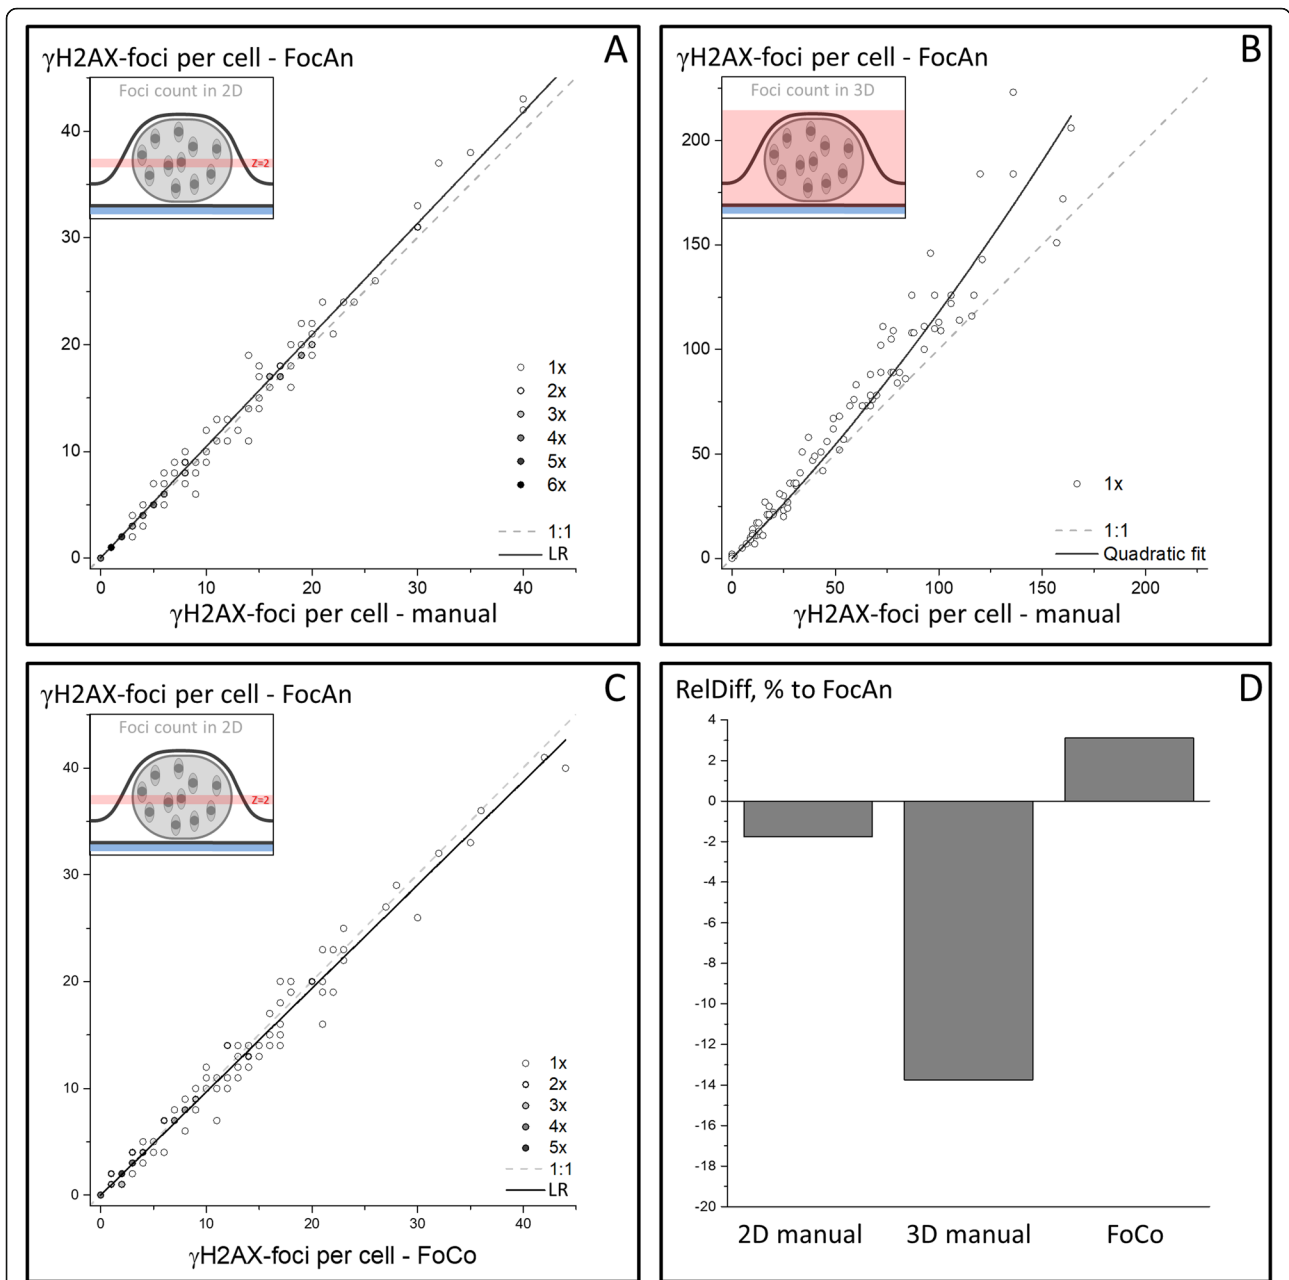 γH2AX-foci per cell - FocAn
A
Foci count in 2D
Z=2
40
30
20
10
0
0 10 20 30 40
1x
2x
3x
4x
5x
6x
1:1
LR
γH2AX-foci per cell - manual
γH2AX-foci per cell - FocAn
B
Foci count in 3D
200
150
100
50
0
0 50 100 150 200
1x
1:1
Quadratic fit
γH2AX-foci per cell - manual
γH2AX-foci per cell - FocAn
C
Foci count in 2D
Z=2
40
30
20
10
0
0 10 20 30 40
1x
2x
3x
4x
5x
1:1
LR
γH2AX-foci per cell - FoCo
RelDiff, % to FocAn
D
4
2
0
-2
-4
-6
-8
-10
-12
-14
-16
-18
-20
2D manual 3D manual FoCo